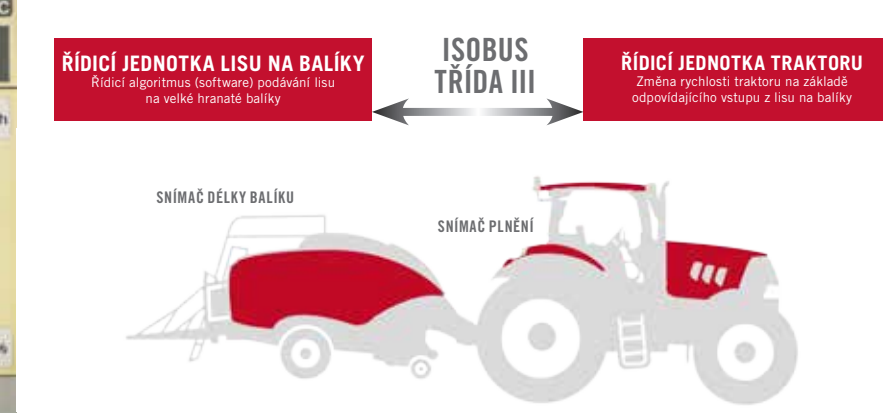 ŘÍDICÍ JEDNOTKA LISU NA BALÍKY
Řídicí algoritmus (software) podávání lisu
na velké hranaté balíky
ISOBUS
TŘÍDA III
ŘÍDICÍ JEDNOTKA TRAKTORU
Změna rychlosti traktoru na základě
odpovídajícího vstupu z lisu na balíky
SNÍMAČ DÉLKY BALÍKU
SNÍMAČ PLNĚNÍ